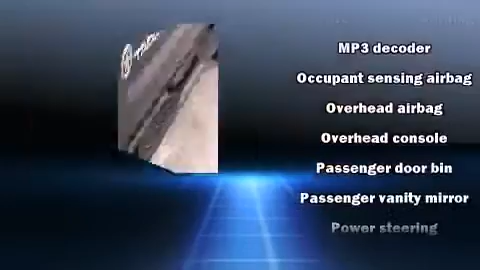 MP3 decoder
Occupant sensing airbag
Overhead airbag
Overhead console
Passenger door bin
Passenger vanity mirror
Power steering